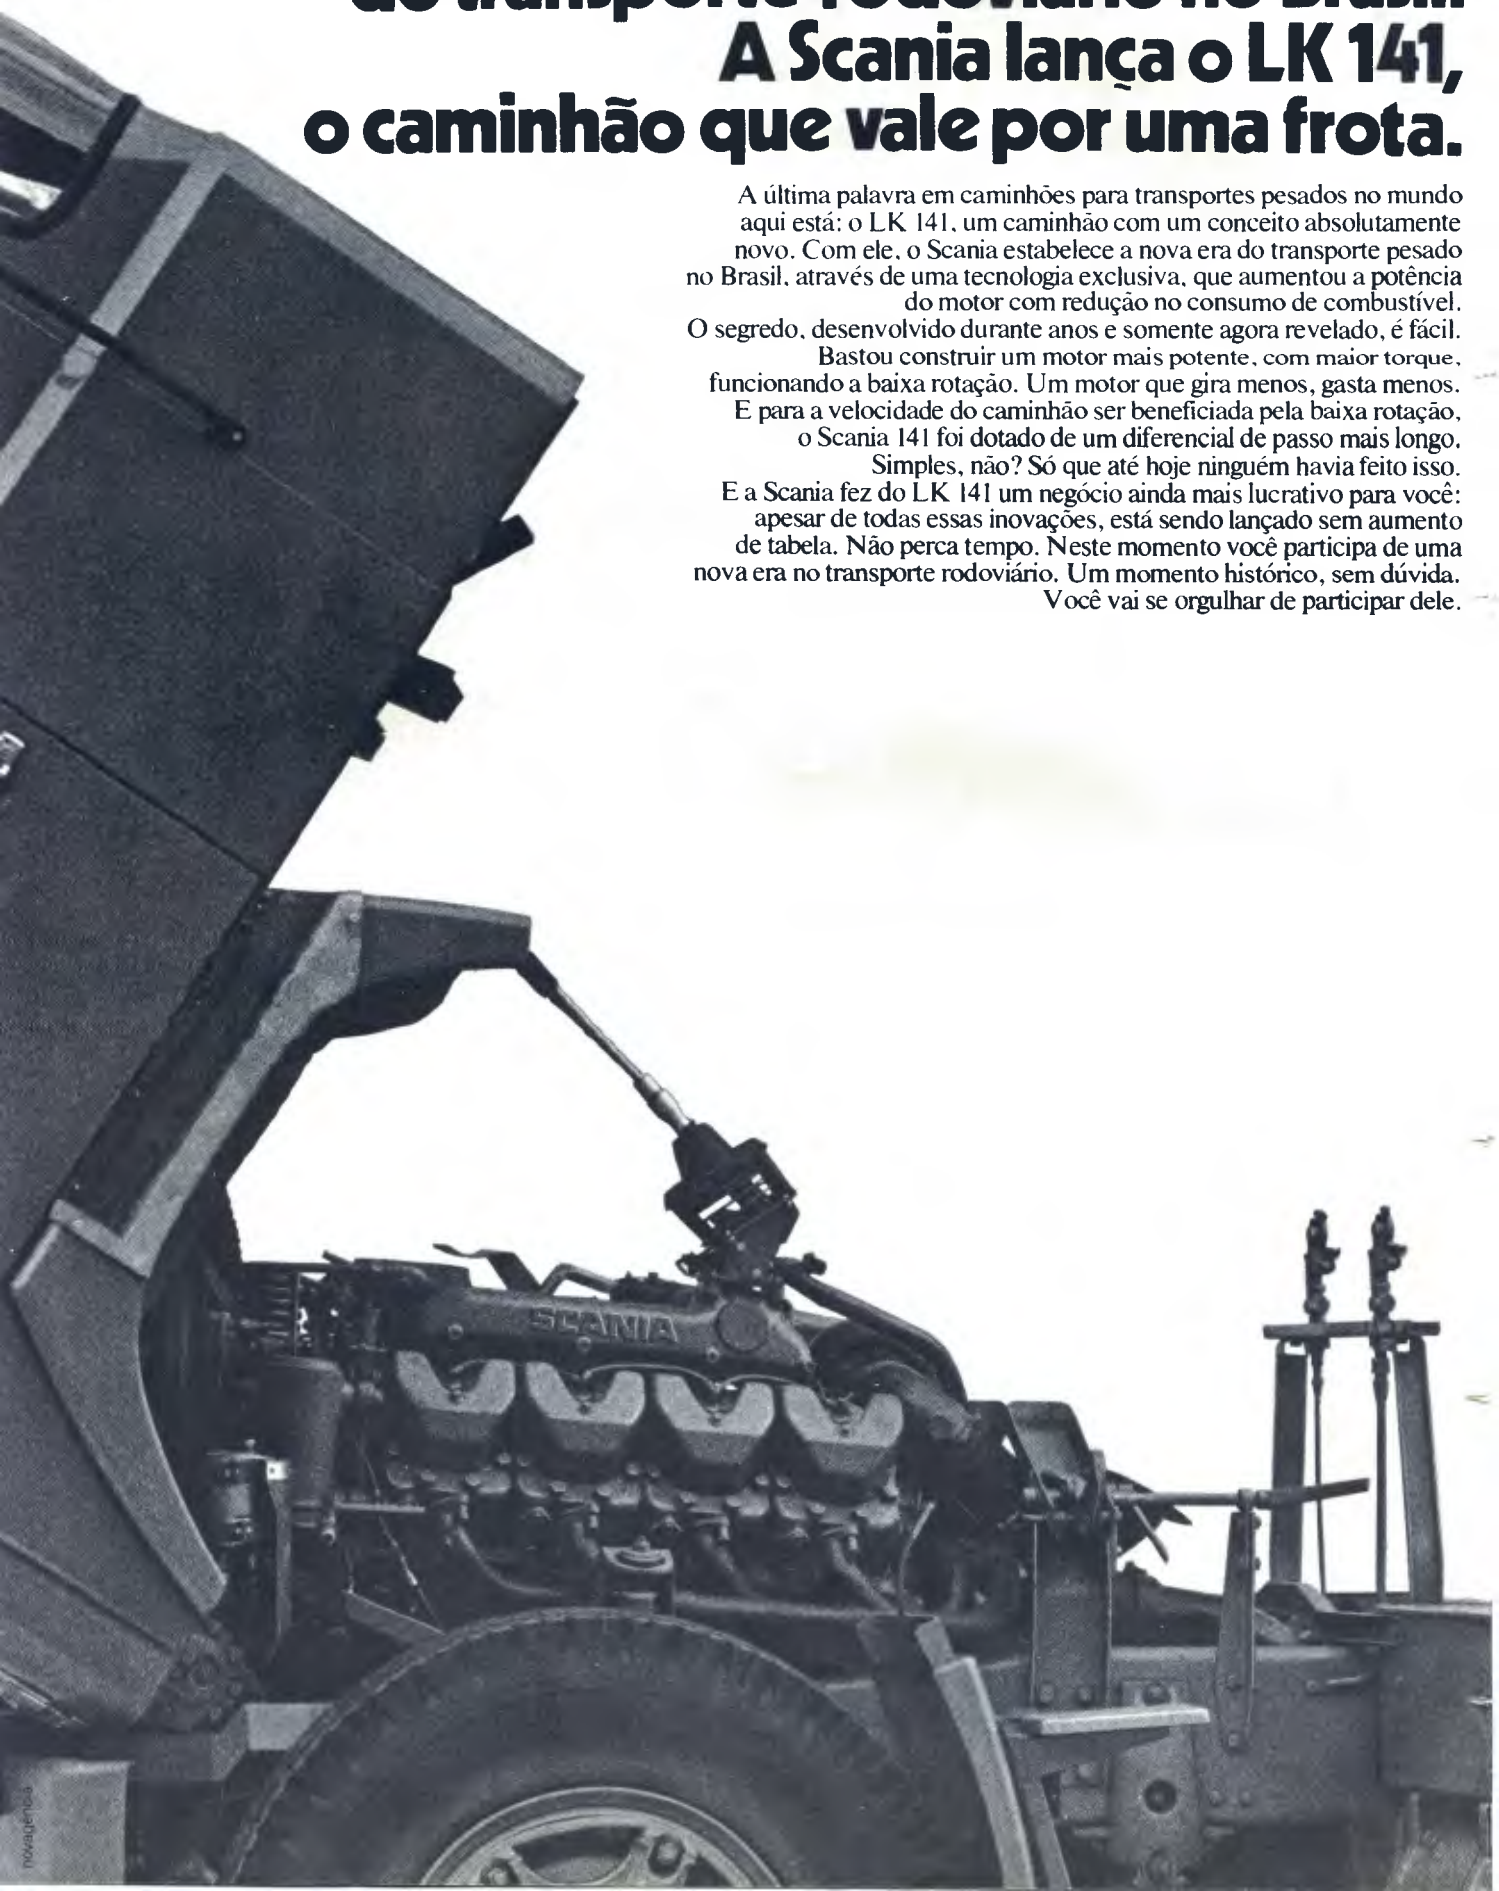 do transporte rodoviário no Brasil.
A Scania lança o LK 141,
o caminhão que vale por uma frota.
A última palavra em caminhões para transportes pesados no mundo
aqui está: o LK 141, um caminhão com um conceito absolutamente
novo. Com ele, o Scania estabelece a nova era do transporte pesado
no Brasil, através de uma tecnologia exclusiva, que aumentou a potência
do motor com redução no consumo de combustível.
O segredo, desenvolvido durante anos e somente agora revelado, é fácil.
Bastou construir um motor mais potente, com maior torque,
funcionando a baixa rotação. Um motor que gira menos, gasta menos.
E para a velocidade do caminhão ser beneficiada pela baixa rotação,
o Scania 141 foi dotado de um diferencial de passo mais longo.
Simples, não? Só que até hoje ninguém havia feito isso.
E a Scania fez do LK 141 um negócio ainda mais lucrativo para você:
apesar de todas essas inovações, está sendo lançado sem aumento
de tabela. Não perca tempo. Neste momento você participa de uma
nova era no transporte rodoviário. Um momento histórico, sem dúvida.
Você vai se orgulhar de participar dele.
SCANIA
novagência